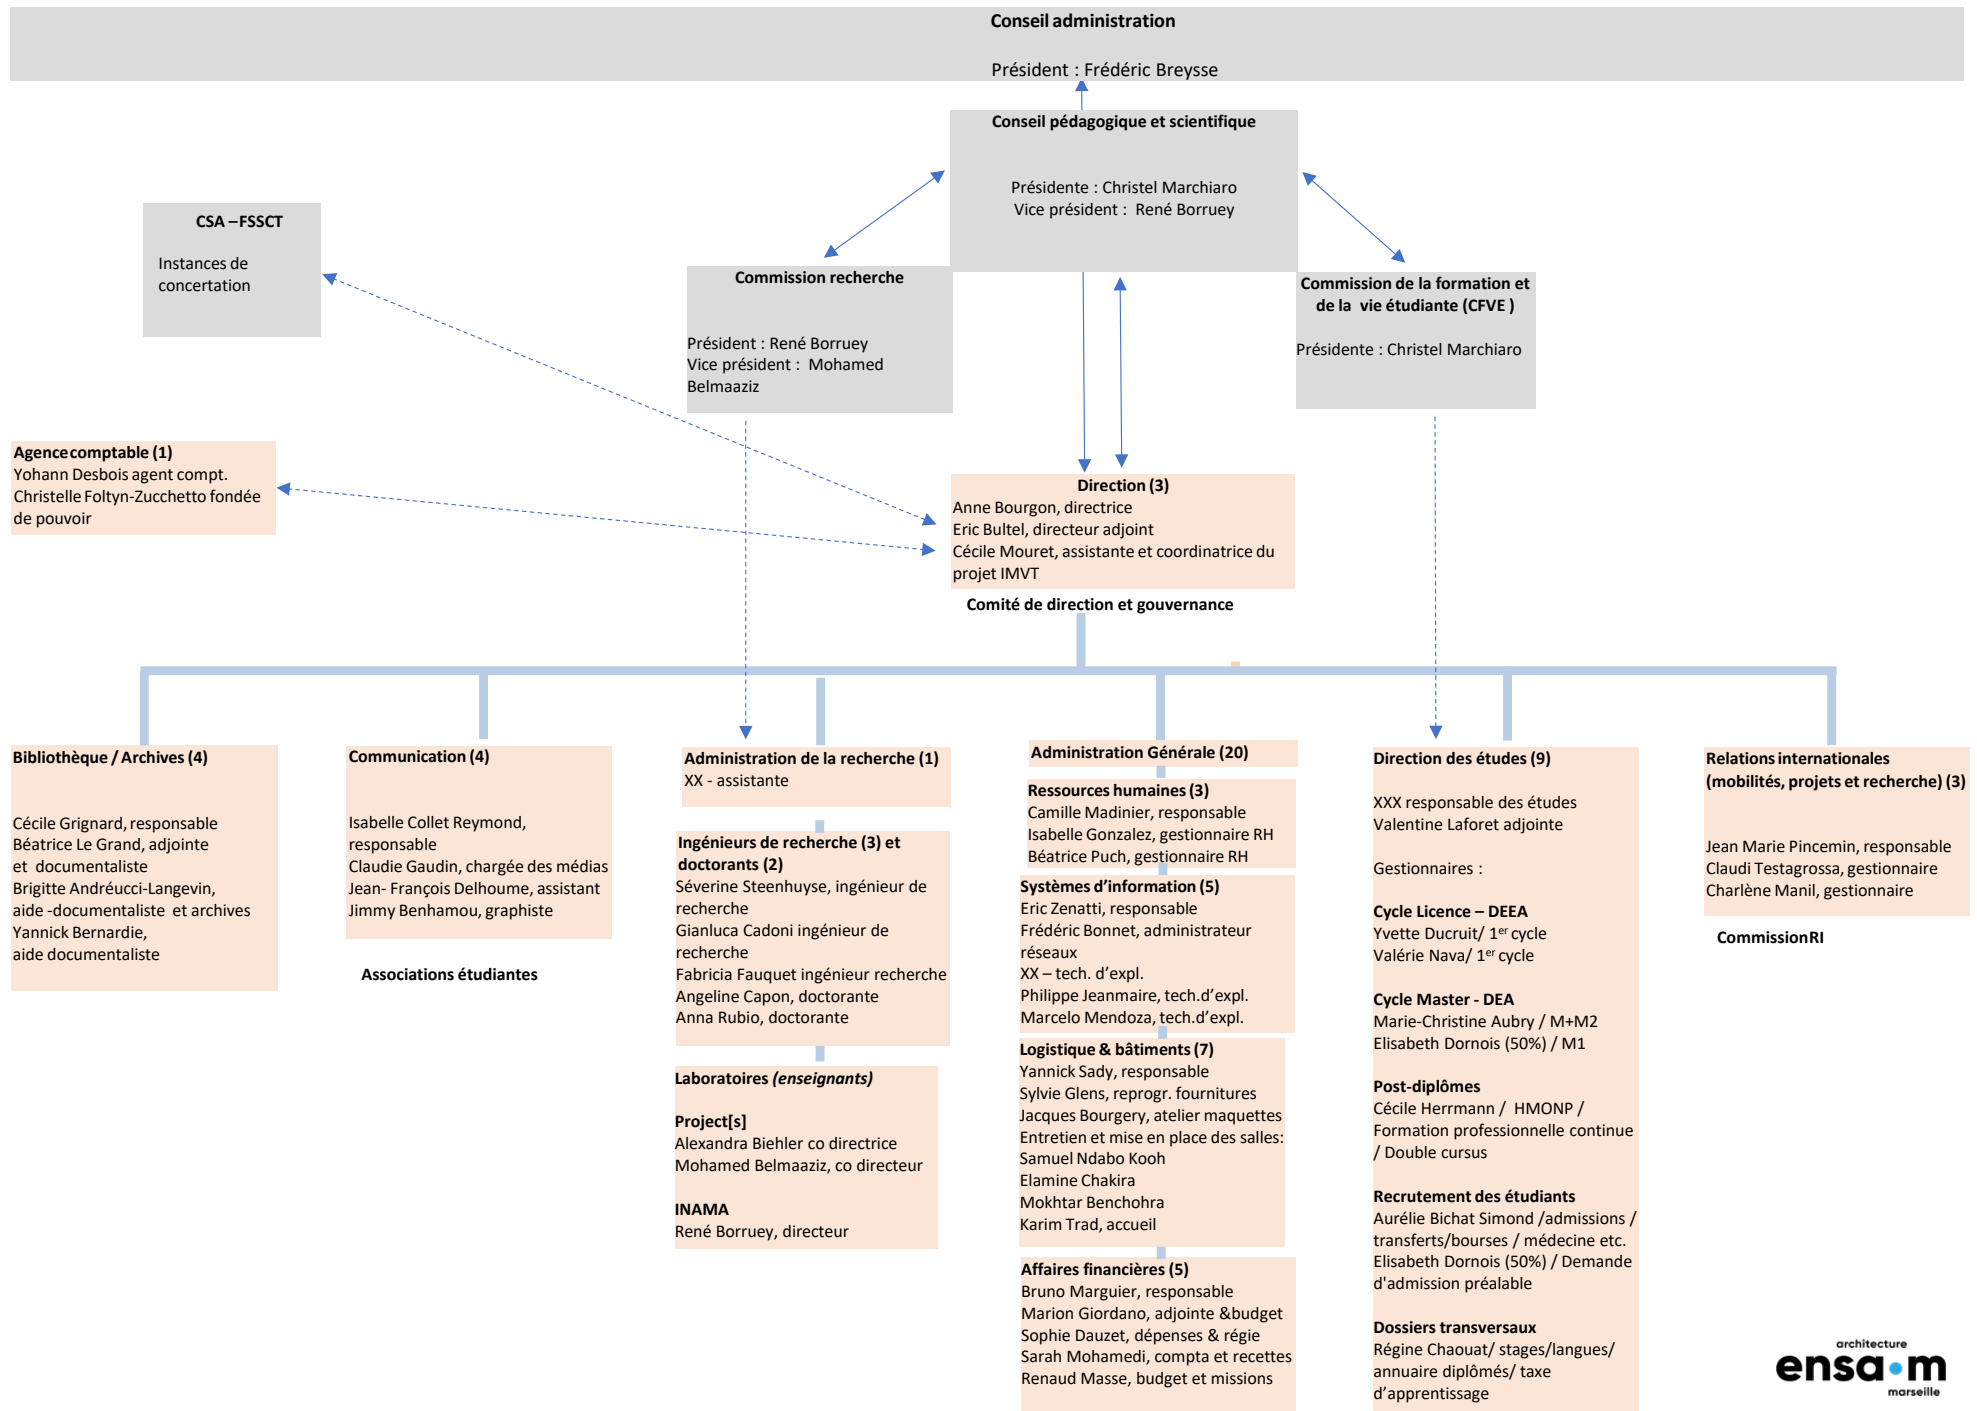 Conseil administration
Président : Frédéric Breysse
Conseil pédagogique et scientifique
Présidente : Christel Marchiaro
Vice président :  René Borruey
CSA – FSSCT
Instances de
concertation
Commission recherche
Président : René Borruey
Vice président :  Mohamed
Belmaaziz
Commission de la formation et
de la  vie étudiante (CFVE )
Présidente : Christel Marchiaro
Agence comptable (1)
Yohann Desbois agent compt.
Christelle Foltyn-Zucchetto fondée
de pouvoir
Direction (3)
Anne Bourgon, directrice
Eric Bultel, directeur adjoint
Cécile Mouret, assistante et coordinatrice du
projet IMVT
Comité de direction et gouvernance
Bibliothèque / Archives (4)
Cécile Grignard, responsable
Béatrice Le Grand, adjointe
et  documentaliste
Brigitte Andréucci-Langevin,
aide -documentaliste  et archives
Yannick Bernardie,
aide documentaliste
Communication (4)
Isabelle Collet Reymond,
responsable
Claudie Gaudin, chargée des médias
Jean- François Delhoume, assistant
Jimmy Benhamou, graphiste
Associations étudiantes
Administration de la recherche (1)
XX - assistante
Ingénieurs de recherche (3) et
doctorants (2)
Séverine Steenhuyse, ingénieur de
recherche
Gianluca Cadoni ingénieur de
recherche
Fabricia Fauquet ingénieur recherche
Angeline Capon, doctorante
Anna Rubio, doctorante
Laboratoires (enseignants)
Project[s]
Alexandra Biehler co directrice
Mohamed Belmaaziz, co directeur
INAMA
René Borruey, directeur
Administration Générale (20)
Ressources humaines (3)
Camille Madinier, responsable
Isabelle Gonzalez, gestionnaire RH
Béatrice Puch, gestionnaire RH
Systèmes d’information (5)
Eric Zenatti, responsable
Frédéric Bonnet, administrateur
réseaux
XX – tech. d’expl.
Philippe Jeanmaire, tech.d’expl.
Marcelo Mendoza, tech.d’expl.
Logistique & bâtiments (7)
Yannick Sady, responsable
Sylvie Glens, reprogr. fournitures
Jacques Bourgery, atelier maquettes
Entretien et mise en place des salles:
Samuel Ndabo Kooh
Elamine Chakira
Mokhtar Benchohra
Karim Trad, accueil
Affaires financières (5)
Bruno Marguier, responsable
Marion Giordano, adjointe &budget
Sophie Dauzet, dépenses & régie
Sarah Mohamedi, compta et recettes
Renaud Masse, budget et missions
Direction des études (9)
XXX responsable des études
Valentine Laforet adjointe
Gestionnaires :
Cycle Licence – DEEA
Yvette Ducruit/ 1er cycle
Valérie Nava/ 1er cycle
Cycle Master - DEA
Marie-Christine Aubry / M+M2
Elisabeth Dornois (50%) / M1
Post-diplômes
Cécile Herrmann /  HMONP /
Formation professionnelle continue
/ Double cursus
Recrutement des étudiants
Aurélie Bichat Simond /admissions /
transferts/bourses / médecine etc.
Elisabeth Dornois (50%) / Demande
d'admission préalable
Dossiers transversaux
Régine Chaouat/ stages/langues/
annuaire diplômés/ taxe
d’apprentissage
Relations internationales
(mobilités, projets et recherche) (3)
Jean Marie Pincemin, responsable
Claudi Testagrossa, gestionnaire
Charlène Manil, gestionnaire
Commission RI
architecture
ensa•m
marseille